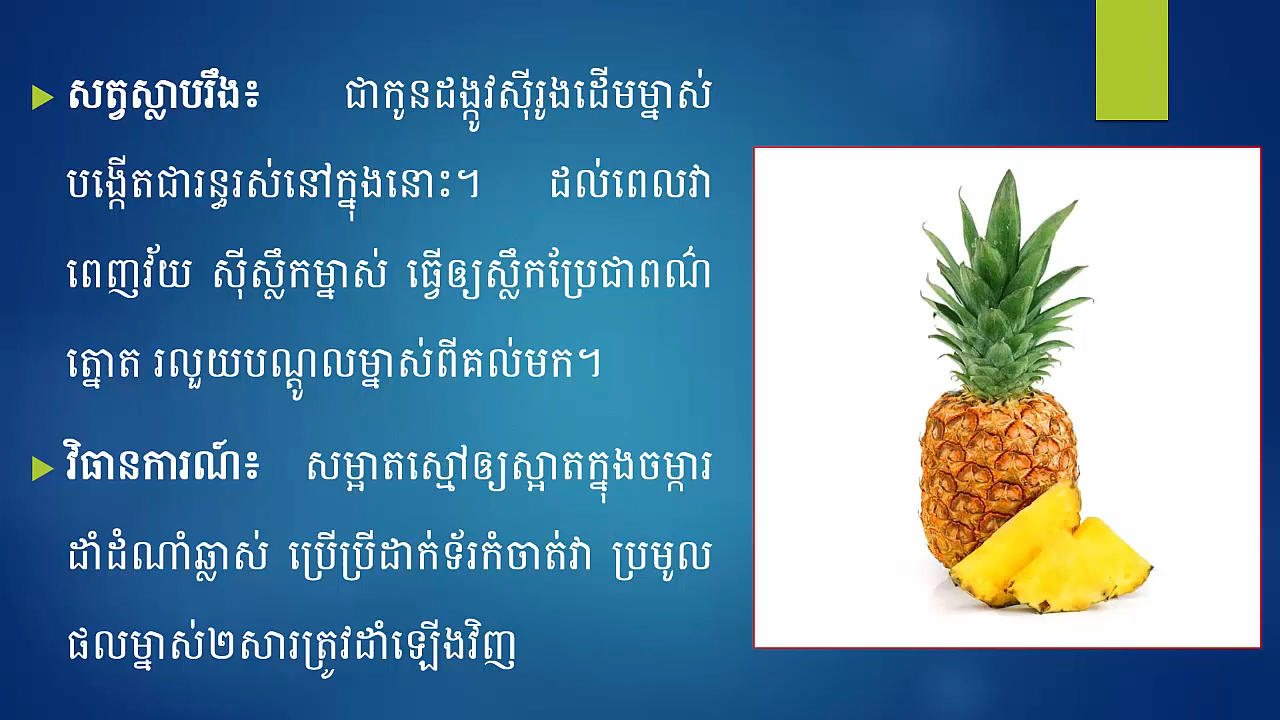 សត្វស្លាបរឹង៖ ជាកូនដង្កូវស៊ីរូងដើមម្នាស់
បង្កើតជារន្ធរស់នៅក្នុងនោះ។ ដល់ពេលវា
ពេញវ័យ ស៊ីស្លឹកម្នាស់ ធ្វើឲ្យស្លឹកប្រែជាពណ៌
ត្នោត រលួយបណ្តូលម្នាស់ពីគល់មក។
វិធានការណ៍៖ សម្អាតស្មៅឲ្យស្អាតក្នុងចម្ការ
ដាំដំណាំឆ្លាស់ ប្រើប្រីដាក់ទ័រកំចាត់វា ប្រមូល
ផលម្នាស់២សារត្រូវដាំឡើងវិញ